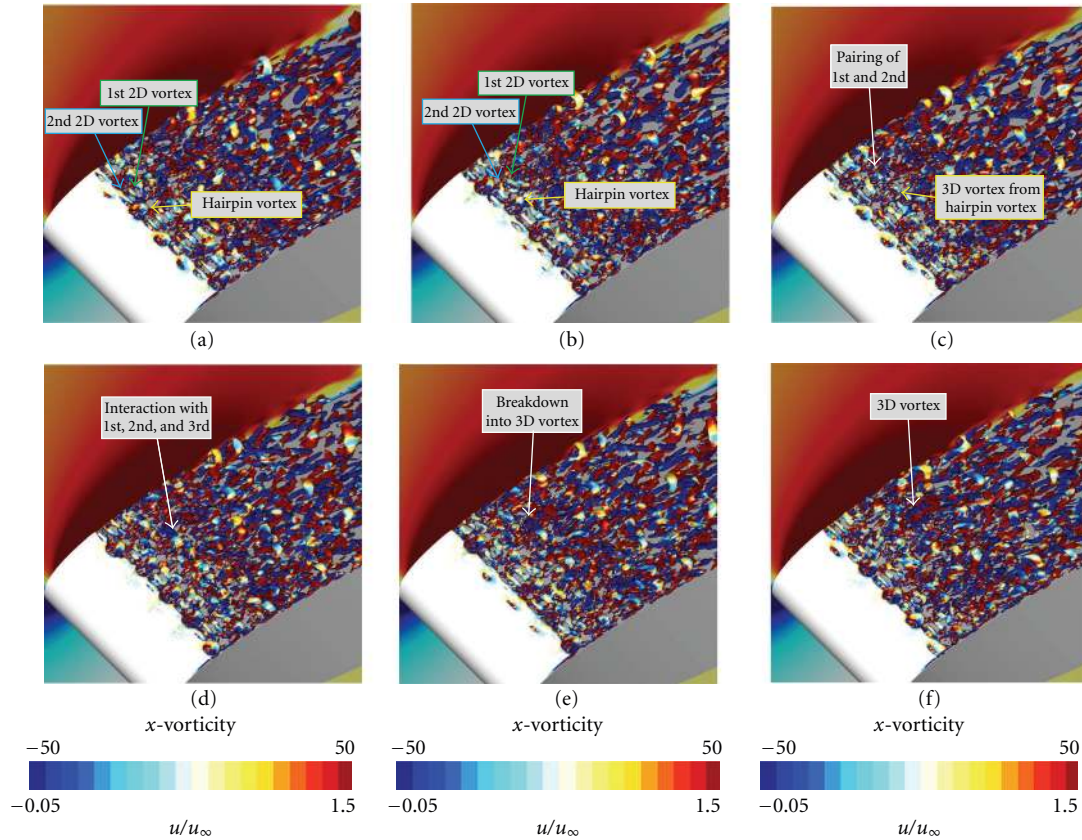 1st 2D vortex
2nd 2D vortex
Hairpin vortex
(a)
1st 2D vortex
2nd 2D vortex
Hairpin vortex
(b)
Pairing of
1st and 2nd
3D vortex from
hairpin vortex
(c)
Interaction with
1st, 2nd, and 3rd
(d)
Breakdown
into 3D vortex
(e)
3D vortex
(f)
x-vorticity
−50 50
−0.05 1.5
u/u∞
x-vorticity
−50 50
−0.05 1.5
u/u∞
x-vorticity
−50 50
−0.05 1.5
u/u∞